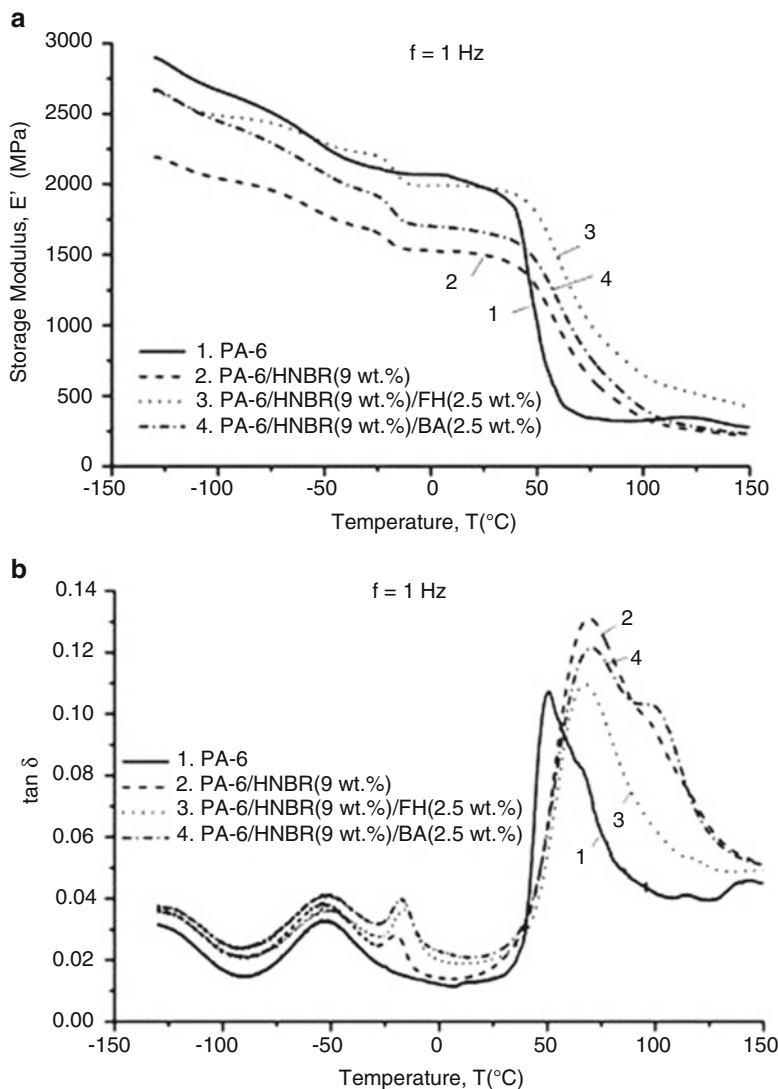 a
f = 1 Hz
3000
2500
2000
1500
1000
500
0
Storage Modulus, E' (MPa)
3
4
2
1
1. PA-6
2. PA-6/HNBR(9 wt.%)
3. PA-6/HNBR(9 wt.%)/FH(2.5 wt.%)
4. PA-6/HNBR(9 wt.%)/BA(2.5 wt.%)
-150 -100 -50 0 50 100 150
Temperature, T(°C)
b
f = 1 Hz
0.14
0.12
0.10
0.08
0.06
0.04
0.02
0.00
tan δ
2
4
1. PA-6
2. PA-6/HNBR(9 wt.%)
3. PA-6/HNBR(9 wt.%)/FH(2.5 wt.%)
4. PA-6/HNBR(9 wt.%)/BA(2.5 wt.%)
3
1
-150 -100 -50 0 50 100 150
Temperature, T(°C)